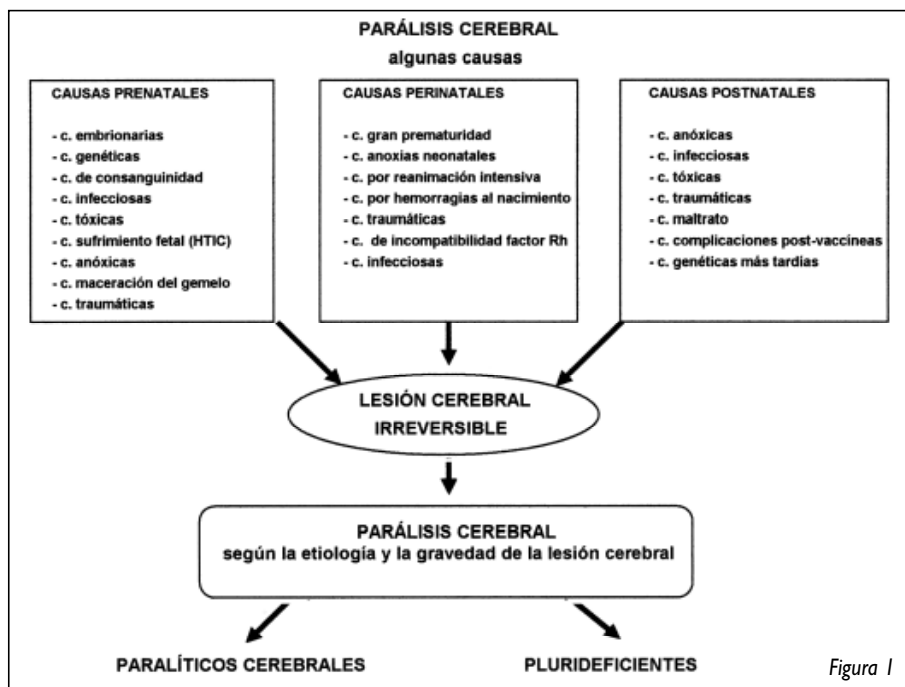 PARÁLISIS CEREBRAL
algunas causas
CAUSAS PRENATALES
- c. embrionarias
- c. genéticas
- c. de consanguinidad
- c. infecciosas
- c. tóxicas
- c. sufrimiento fetal (HTIC)
- c. anóxicas
- c. maceración del gemelo
- c. traumáticas
CAUSAS PERINATALES
- c. gran prematuridad
- c. anoxias neonatales
- c. por reanimación intensiva
- c. por hemorragias al nacimiento
- c. traumáticas
- c. de incompatibilidad factor Rh
- c. infecciosas
CAUSAS POSTNATALES
- c. anóxicas
- c. infecciosas
- c. tóxicas
- c. traumáticas
- c. maltrato
- c. complicaciones post-vaccineas
- c. genéticas más tardias
LESIÓN CEREBRAL
IRREVERSIBLE
PARÁLISIS CEREBRAL
según la etiología y la gravedad de la lesión cerebral
PARALÍTICOS CEREBRALES
PLURIDEFICIENTES
Figura 1